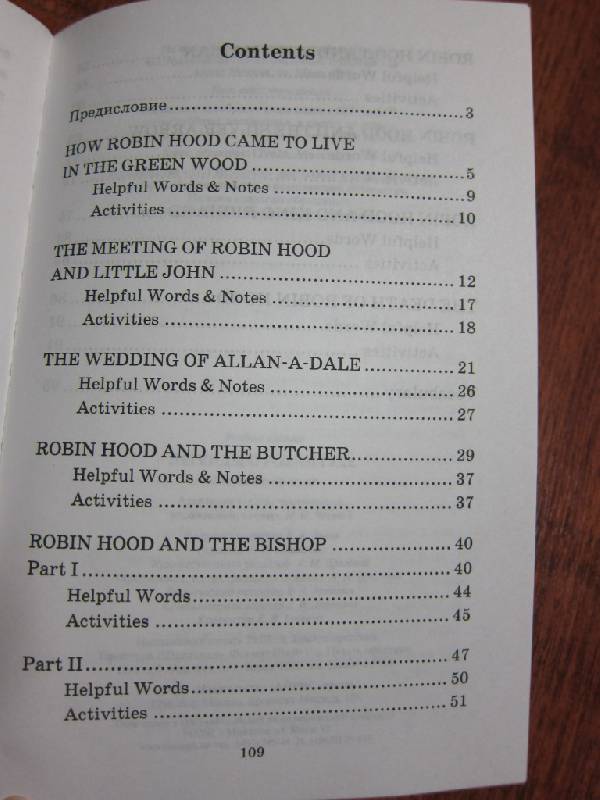 Contents
Предисловие........................................................3
HOW ROBIN HOOD CAME TO LIVE
IN THE GREEN WOOD........................................5
Helpful Words & Notes........................................9
Activities........................................................10
THE MEETING OF ROBIN HOOD
AND LITTLE JOHN........................................12
Helpful Words & Notes........................................17
Activities........................................................18
THE WEDDING OF ALLAN-A-DALE....................21
Helpful Words & Notes........................................26
Activities........................................................27
ROBIN HOOD AND THE BUTCHER....................29
Helpful Words & Notes........................................37
Activities........................................................37
ROBIN HOOD AND THE BISHOP....................40
Part I........................................................40
Helpful Words........................................44
Activities........................................................45
Part II........................................................47
Helpful Words........................................50
Activities........................................................51
109